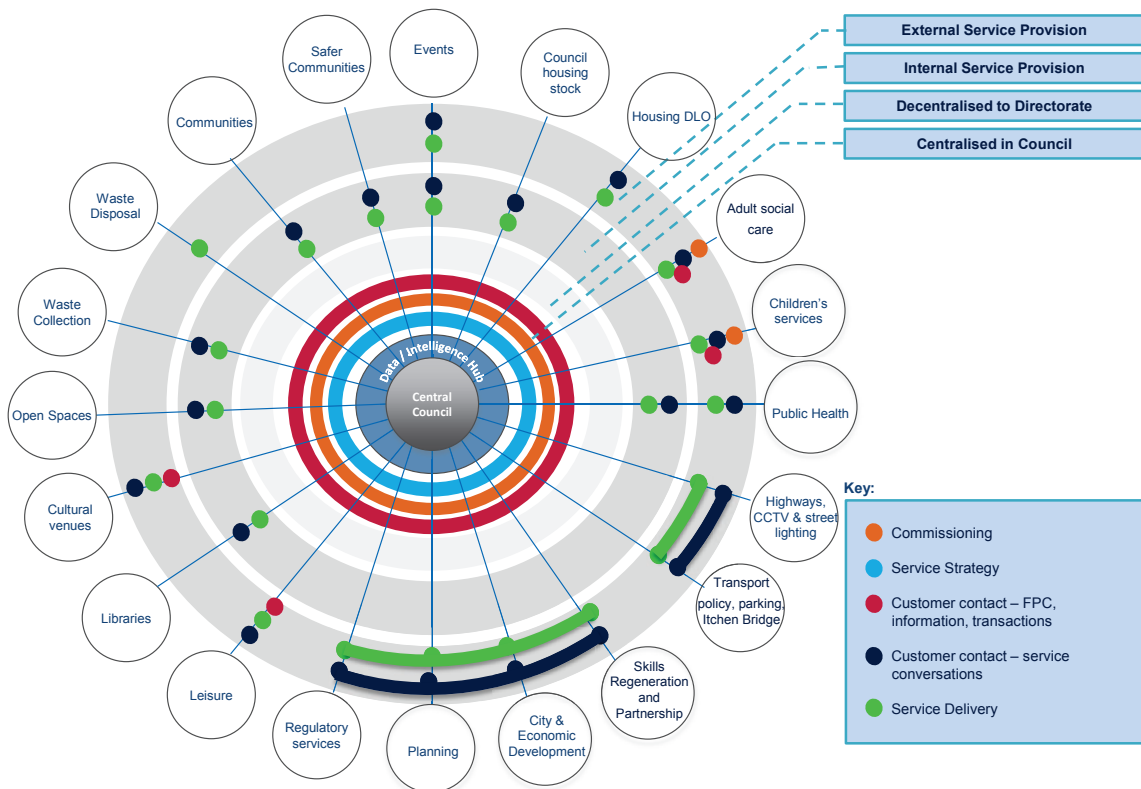 External Service Provision
Internal Service Provision
Decentralised to Directorate
Centralised in Council
Events
Safer
Communities
Council
housing
stock
Communities
Housing DLO
Waste
Disposal
Adult social
care
Waste
Collection
Children's
services
Open Spaces
Public Health
Cultural
venues
Highways,
CCTV & street
lighting
Libraries
Transport
policy, parking,
Itchen Bridge
Leisure
Skills
Regeneration
and
Partnership
Regulatory
services
Planning
City &
Economic
Development
Data / Intelligence Hub
Central
Council
Key:
Commissioning
Service Strategy
Customer contact – FPC,
information, transactions
Customer contact – service
conversations
Service Delivery